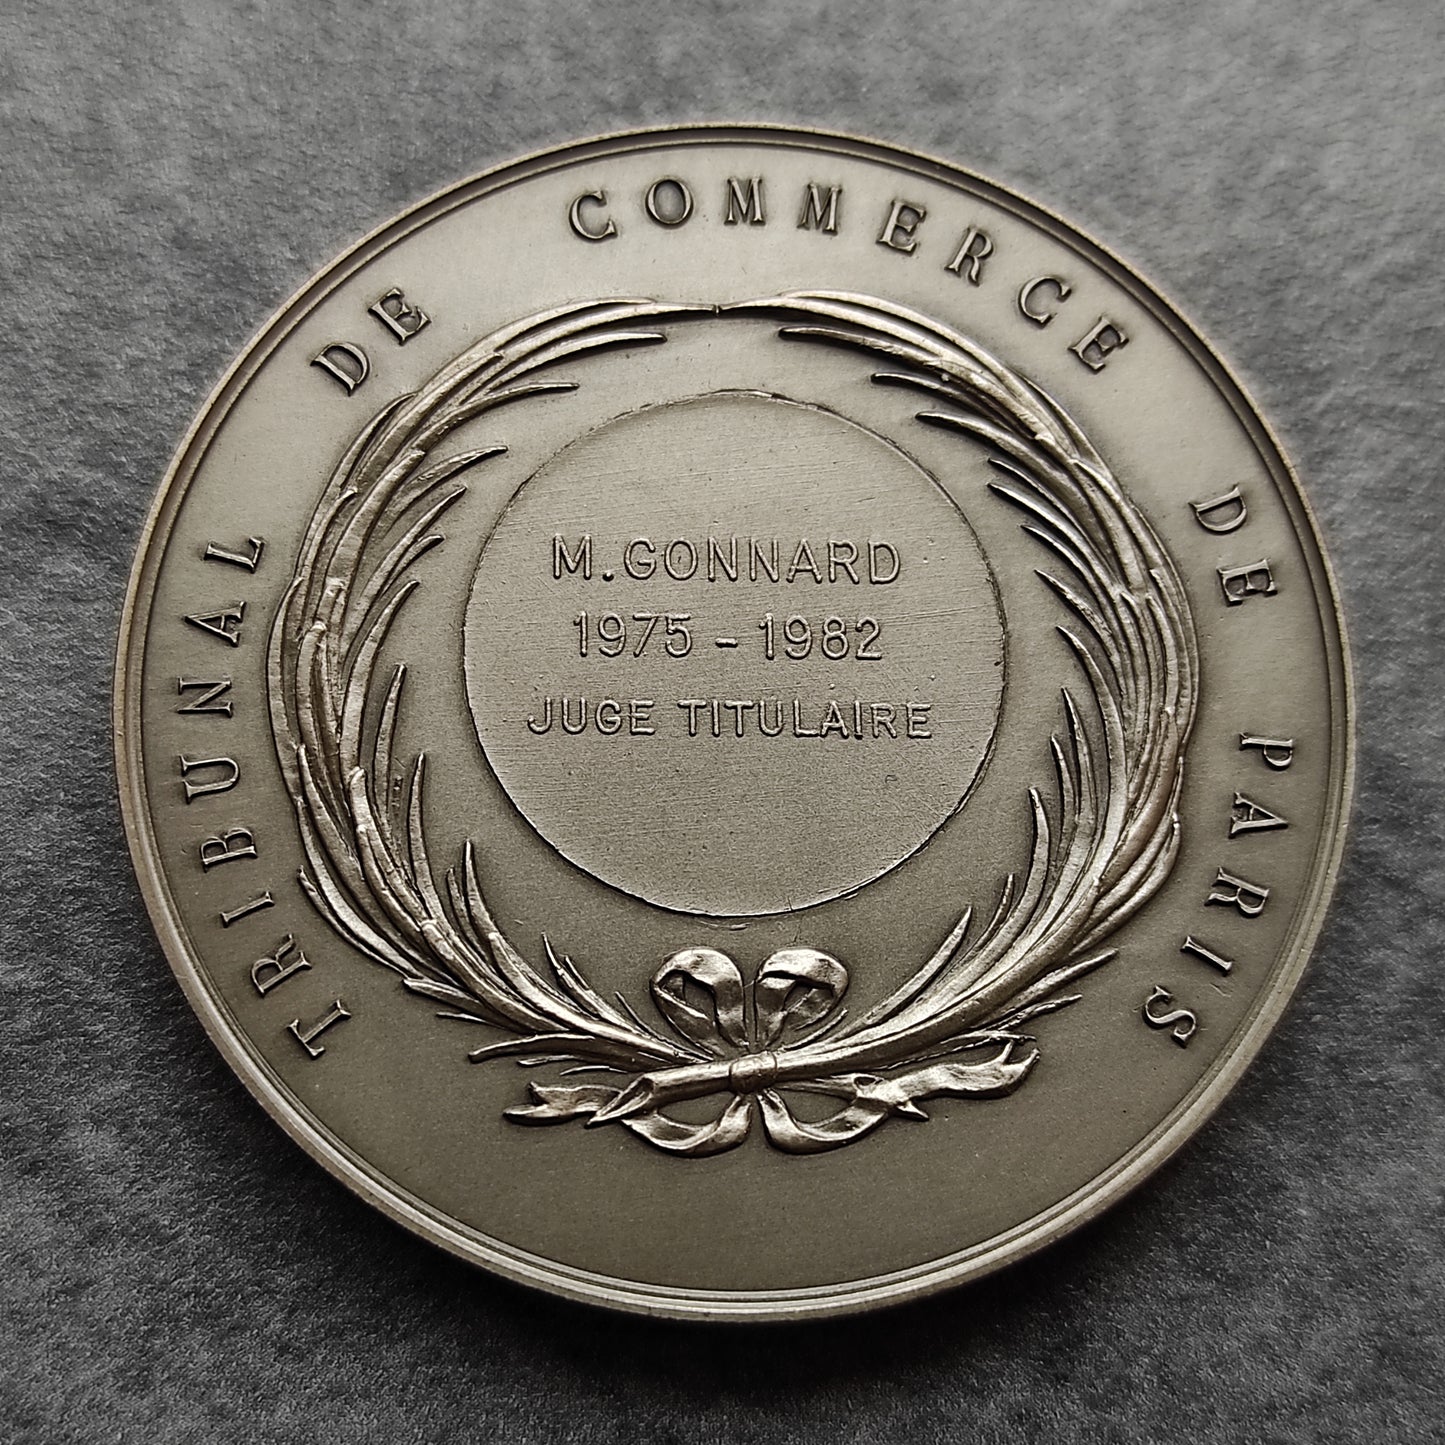 TRIBUNAL DE COMMERCE DE PARIS
M. GONNARD
1975 - 1982
JUGE TITULAIRE